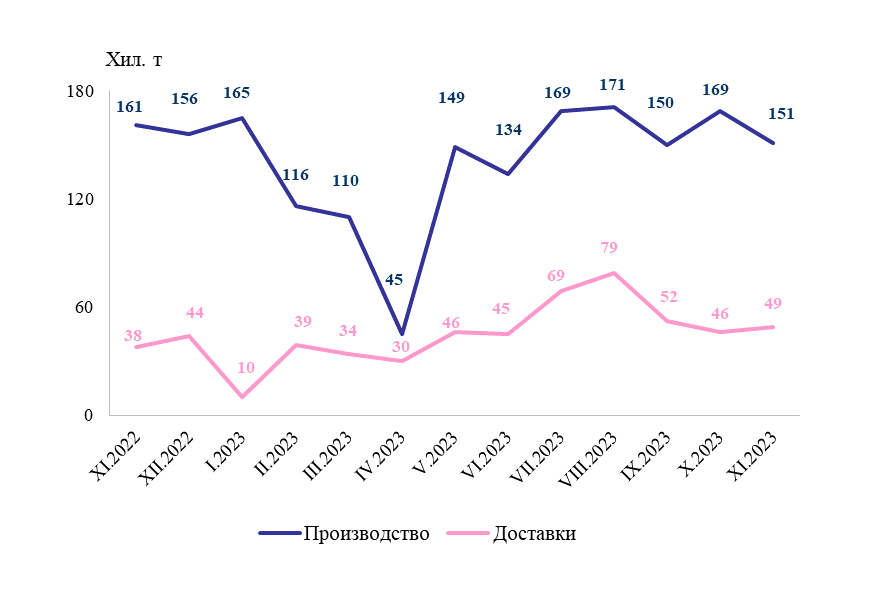 Хил. т
180
120
60
0
161 156 165 116 110 45 149 134 169 171 150 169 151
38 44 10 39 34 30 46 45 69 79 52 46 49
XI.2022 XII.2022 I.2023 II.2023 III.2023 IV.2023 V.2023 VI.2023 VII.2023 VIII.2023 IX.2023 X.2023 XI.2023
Производство Доставки